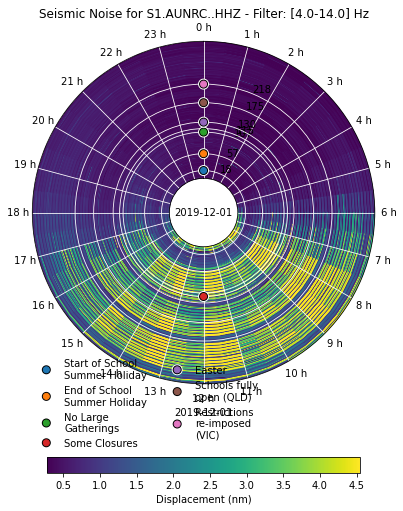 Seismic Noise for S1.AUNRC..HHZ - Filter: [4.0-14.0] Hz
0 h
23 h
1 h
22 h
2 h
21 h
3 h
20 h
4 h
19 h
5 h
18 h
6 h
17 h
7 h
16 h
8 h
15 h
9 h
14 h
10 h
13 h
11 h
12 h
218
175
57
2019-12-01
2019-12-01
Start of School
Summer Holiday
End of School
Summer Holiday
No Large
Gatherings
Some Closures
Easter
Schools fully
open (QLD)
Restrictions
re-imposed
(VIC)
0.5 1.0 1.5 2.0 2.5 3.0 3.5 4.0 4.5
Displacement (nm)